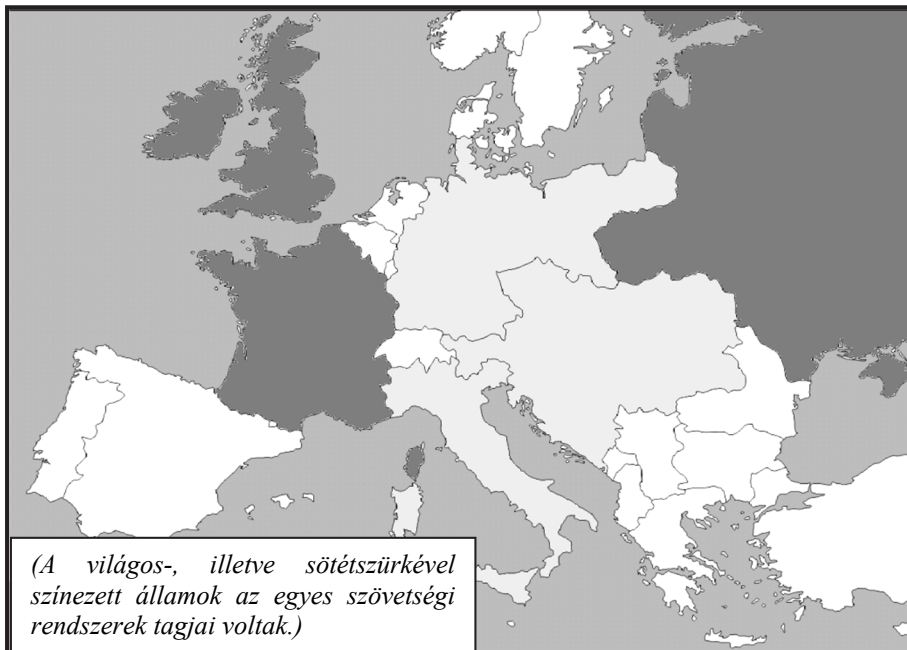 (A világos-, illetve sötétszürkével
színezett államok az egyes szövetségi
rendszerek tagjai voltak.)